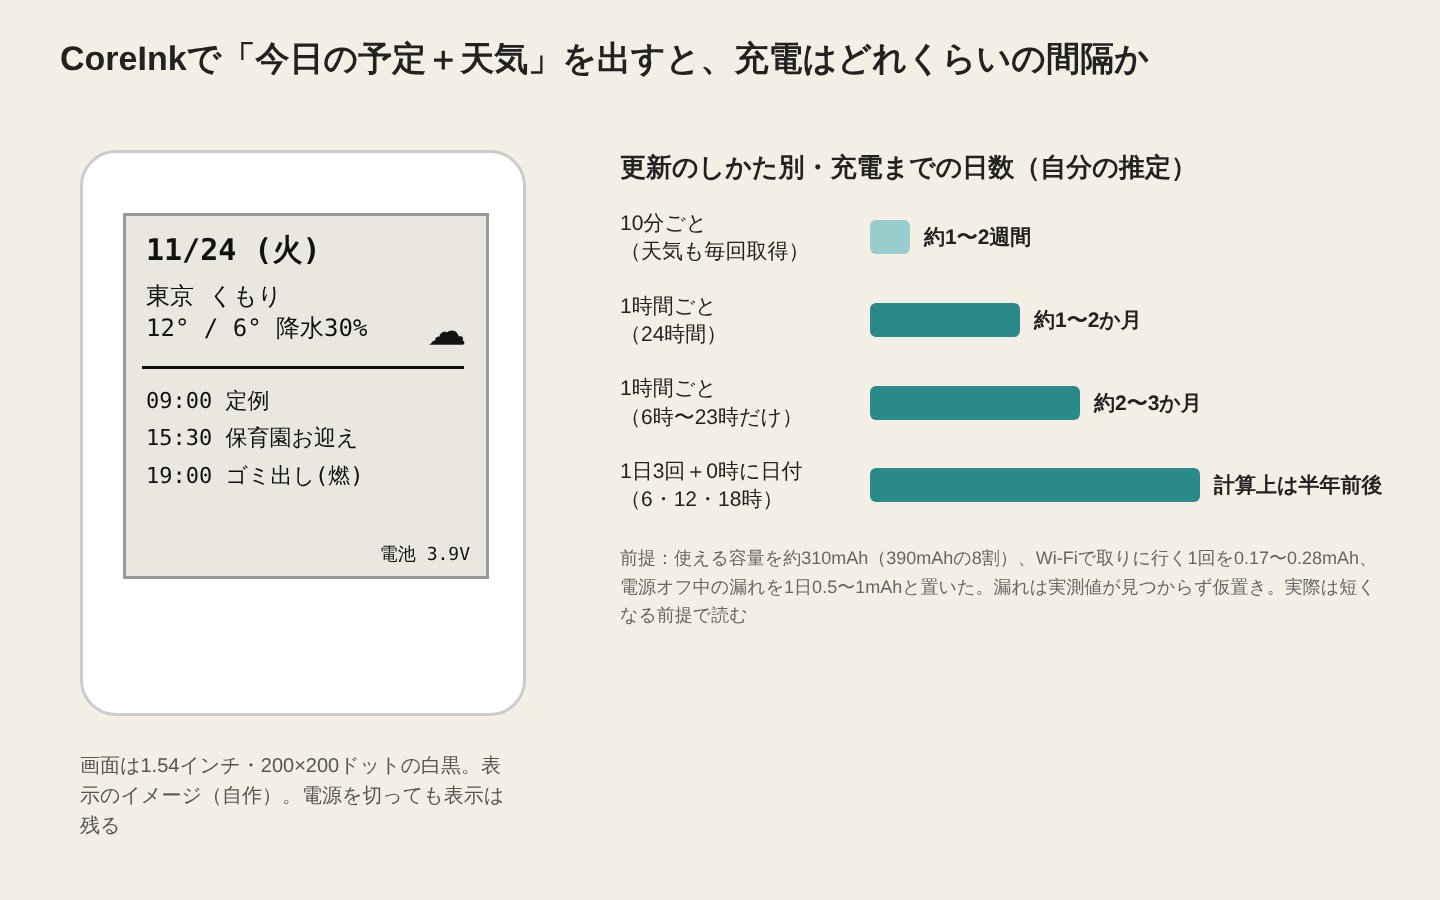 CoreInkで「今日の予定＋天気」を出すと、充電はどれくらいの間隔か
11/24 (火)
東京 くもり
12° / 6° 降水30%
09:00 定例
15:30 保育園お迎え
19:00 ゴミ出し(燃)
電池 3.9V
画面は1.54インチ・200×200ドットの白黒。表
示のイメージ（自作）。電源を切っても表示は
残る
更新のしかた別・充電までの日数（自分の推定）
10分ごと
（天気も毎回取得）
約1〜2週間
1時間ごと
（24時間）
約1〜2か月
1時間ごと
（6時〜23時だけ）
約2〜3か月
1日3回＋0時に日付
（6・12・18時）
計算上は半年前後
前提：使える容量を約310mAh（390mAhの8割）、Wi-Fiで取りに行く1回を0.17〜0.28mAh、
電源オフ中の漏れを1日0.5〜1mAhと置いた。漏れは実測値が見つからず仮置き。実際は短く
なる前提で読む